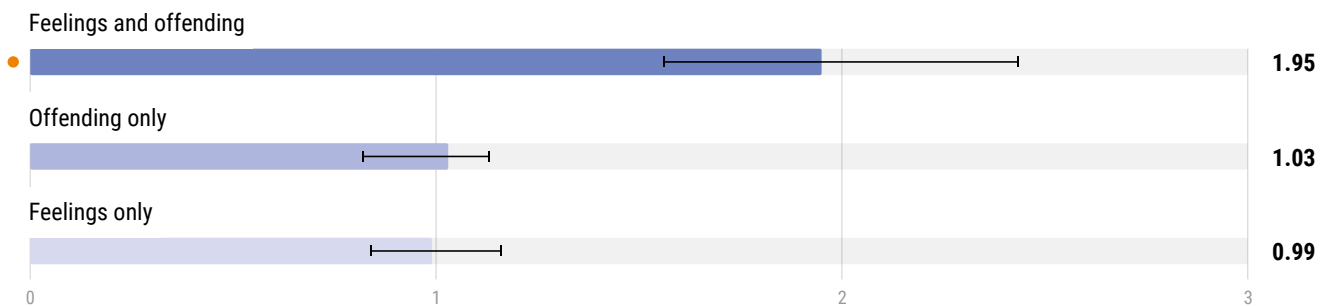 Feelings and offending
1.95
Offending only
1.03
Feelings only
0.99
0 1 2 3